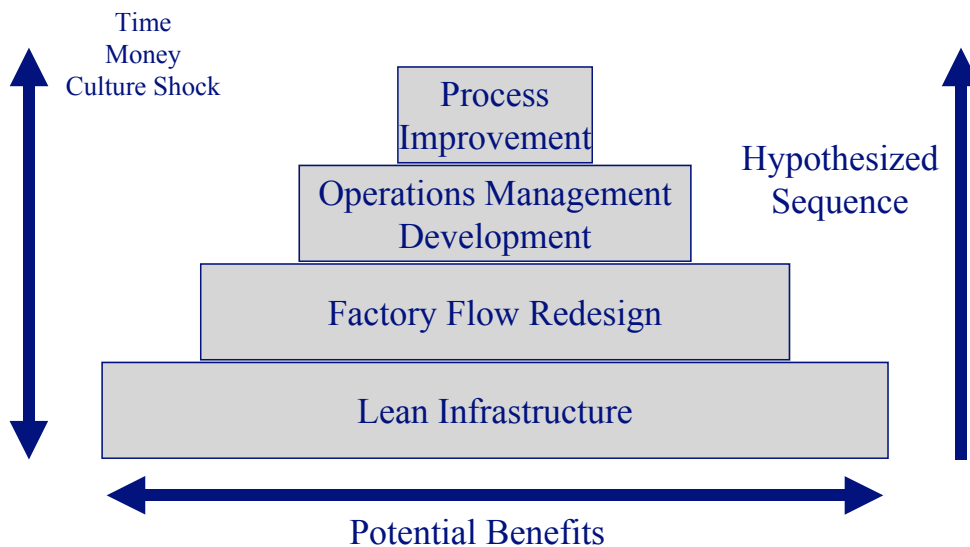 Time
Money
Culture Shock
Process
Improvement
Operations Management
Development
Hypothesized
Sequence
Factory Flow Redesign
Lean Infrastructure
Potential Benefits